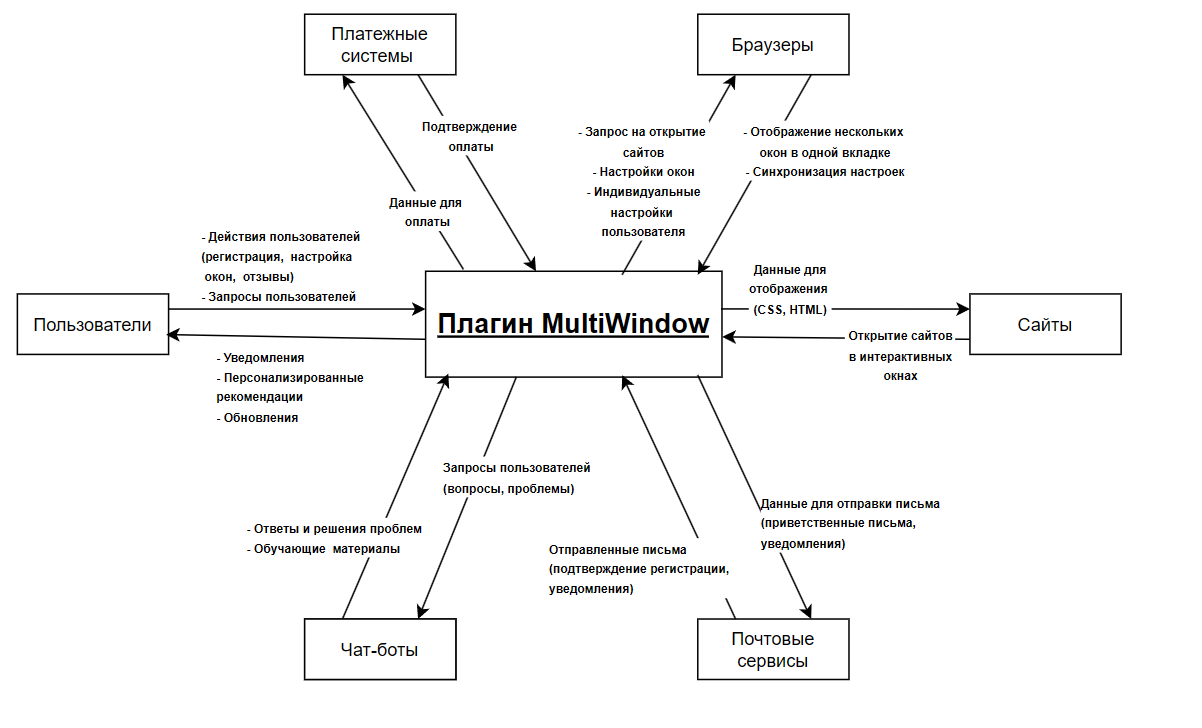 Платежные
системы
Браузеры
Подтверждение
оплаты
- Запрос на открытие
сайтов
- Настройки окон
- Индивидуальные
настройки
пользователя
- Отображение нескольких
окон в одной вкладке
- Синхронизация настроек
Данные для
оплаты
- Действия пользователей
(регистрация, настройка
окон, отзывы)
- Запросы пользователей
Данные для
отображения
(CSS, HTML)
Пользователи
Плагин MultiWindow
Сайты
Открытие сайтов
в интерактивных
окнах
- Уведомления
- Персонализированные
рекомендации
- Обновления
Запросы пользователей
(вопросы, проблемы)
Данные для отправки письма
(приветственные письма,
уведомления)
- Ответы и решения проблем
- Обучающие материалы
Отправленные письма
(подтверждение регистрации,
уведомления)
Чат-боты
Почтовые
сервисы